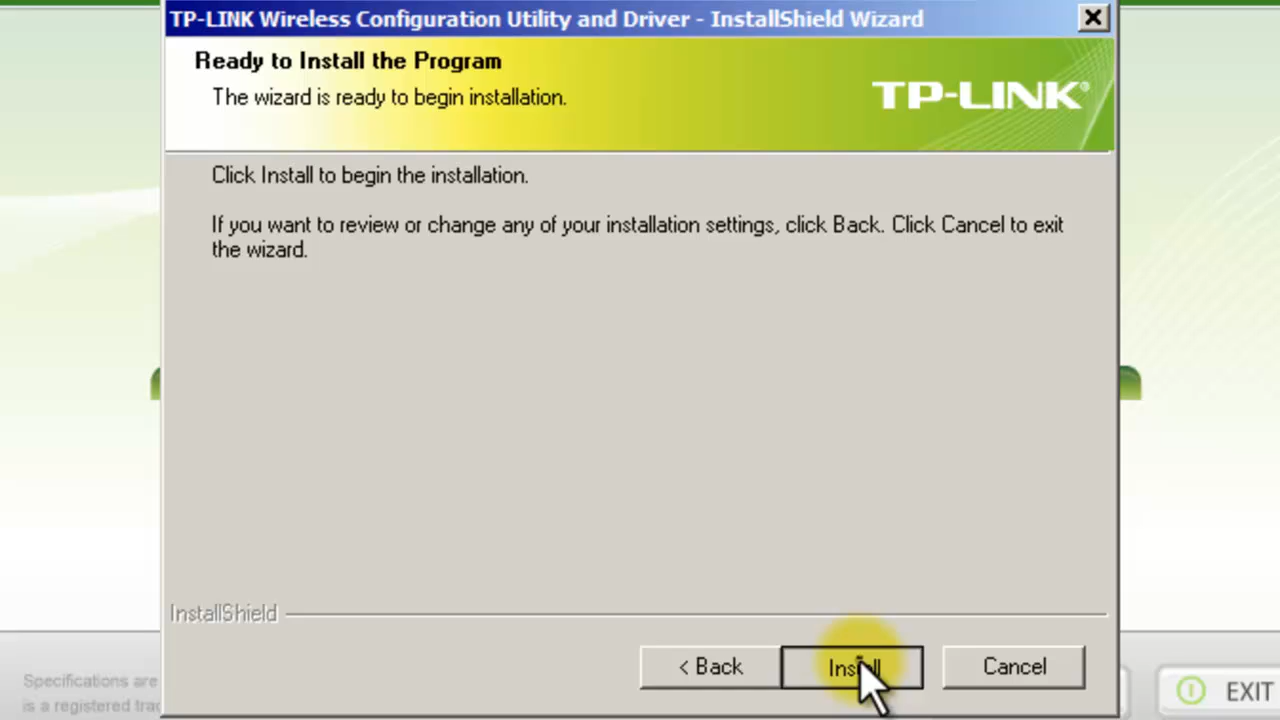 TP-LINK Wireless Configuration Utility and Driver - InstallShield Wizard
Ready to Install the Program
The wizard is ready to begin installation.
TP-LINK®
Click Install to begin the installation.
If you want to review or change any of your installation settings, click Back. Click Cancel to exit
the wizard.
InstallShield
< Back
Install
Cancel
Specifications are
is a registered
EXIT